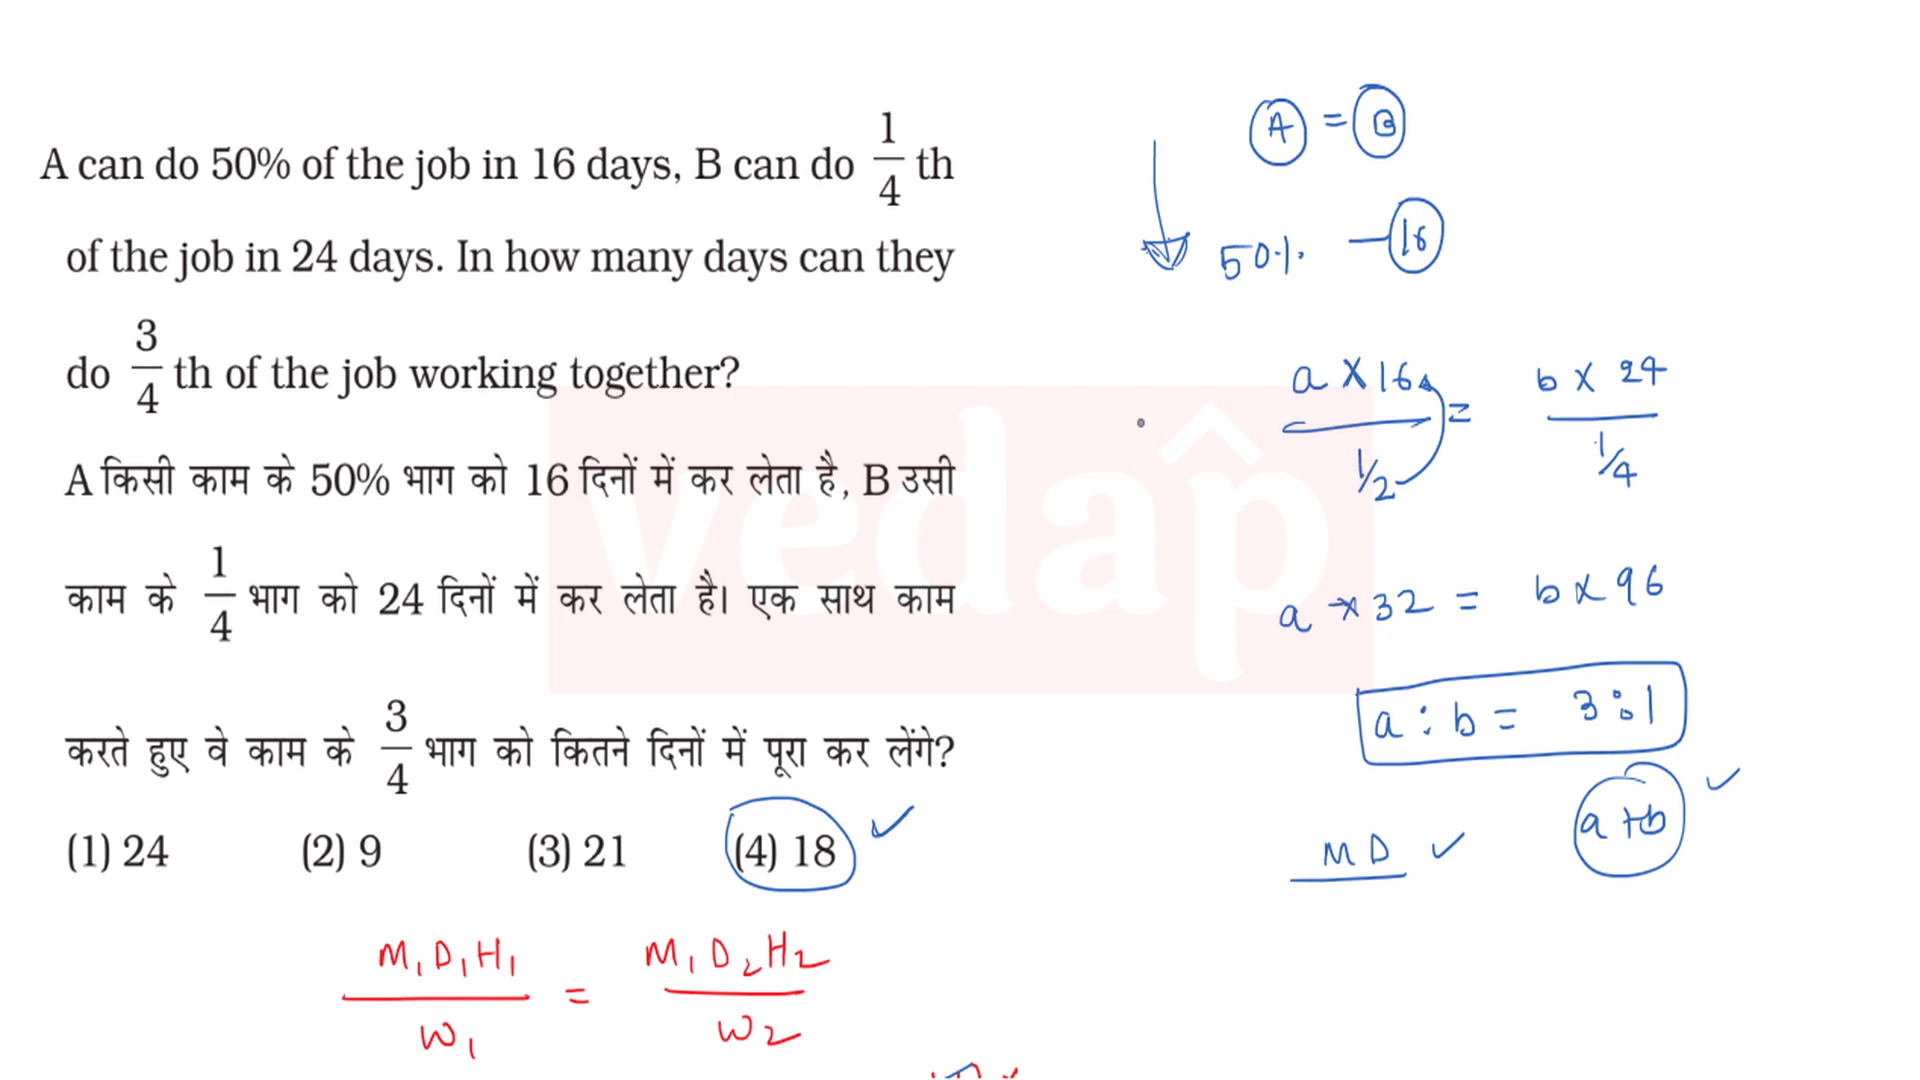 A can do 50% of the job in 16 days, B can do 1/4 th
of the job in 24 days. In how many days can they
do 3/4 th of the job working together?
A किसी काम के 50% भाग को 16 दिनों में कर लेता है, B उसी
काम के 1/4 भाग को 24 दिनों में कर लेता है। एक साथ काम
करते हुए वे काम के 3/4 भाग को कितने दिनों में पूरा कर लेंगे?
(1) 24 (2) 9 (3) 21 (4) 18 ✓
M₁D₁H₁/W₁ = M₁D₂H₂/W₂
A = B
50% — 16
a × 16 / 1/2 = b × 24 / 1/4
a × 32 = b × 96
a : b = 3 : 1
a + b ✓
MD ✓
vedap